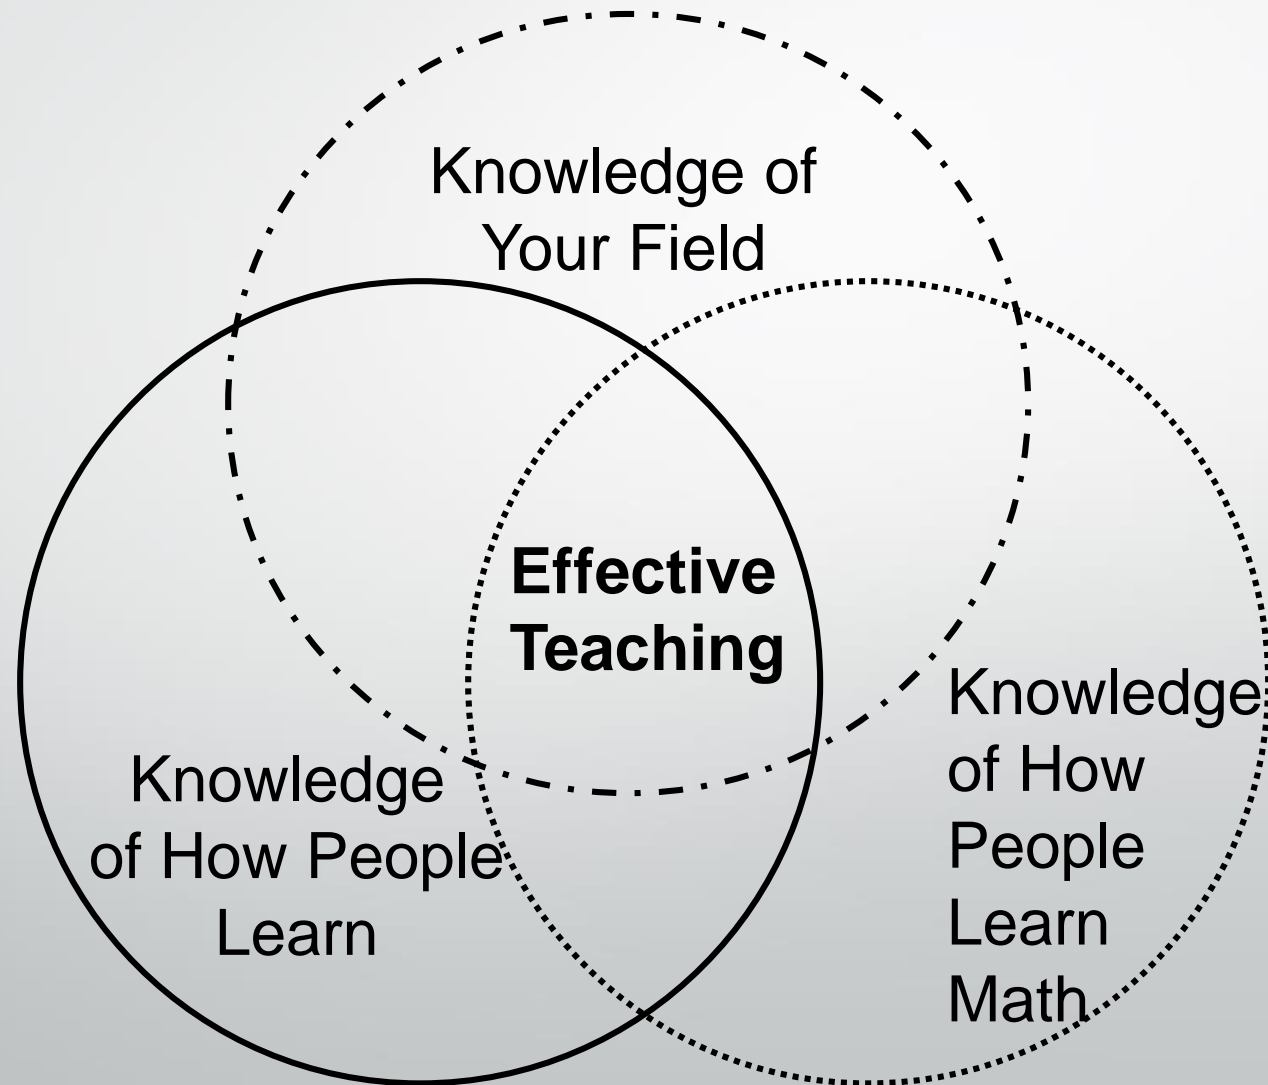 Knowledge of
Your Field
Effective
Teaching
Knowledge
of How People
Learn
Knowledge
of How
People
Learn
Math